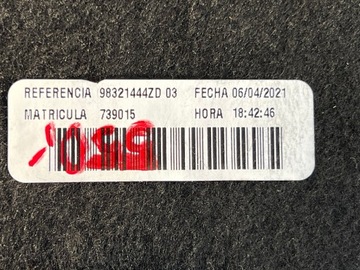 REFERENCIA 98321444ZD 03 FECHA 06/04/2021
MATRICULA 739015 HORA 18:42:46